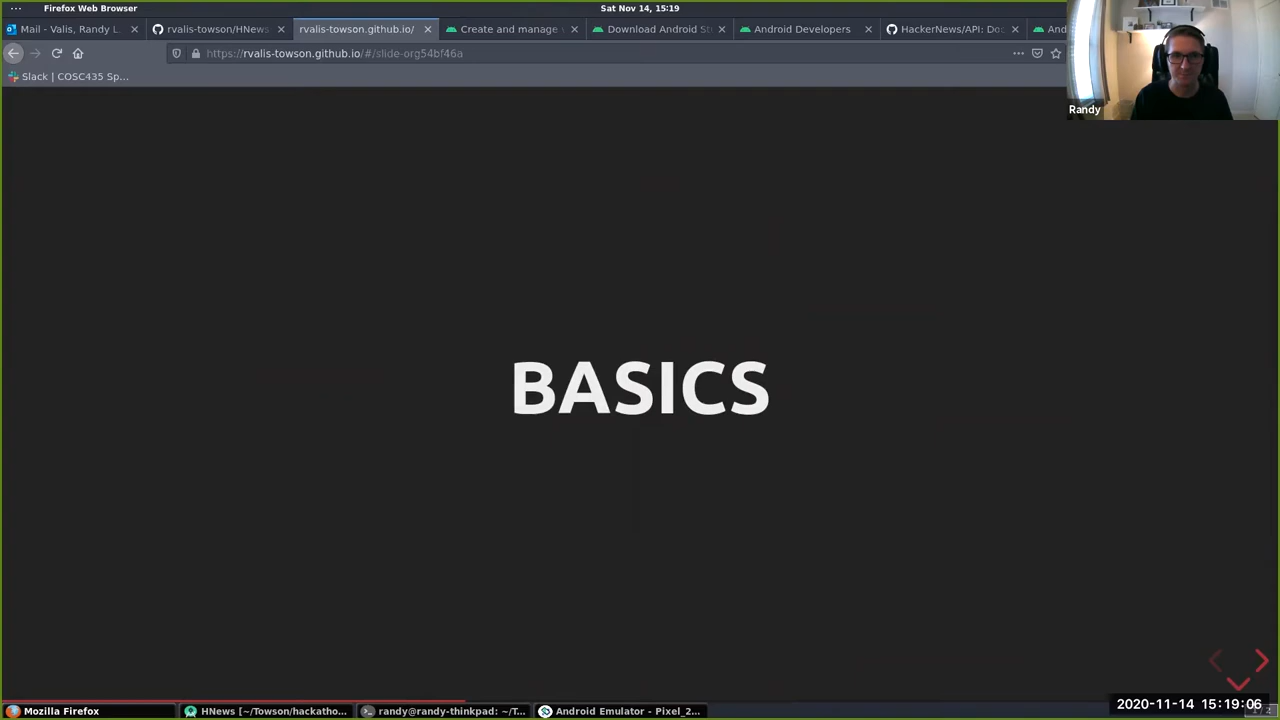 Firefox Web Browser
Sat Nov 14, 15:19
Mail - Valis, Randy L.
rvalis-towson/HNews
rvalis-towson.github.io/
Create and manage
Download Android St
Android Developers
HackerNews/API: Doc
And
https://rvalis-towson.github.io/#/slide-org54bf46a
Slack | COSC435 Sp...
Randy
BASICS
Mozilla Firefox
HNews [~/Towson/hackatho...
randy@randy-thinkpad: ~/T...
Android Emulator - Pixel_2...
2020-11-14 15:19:06